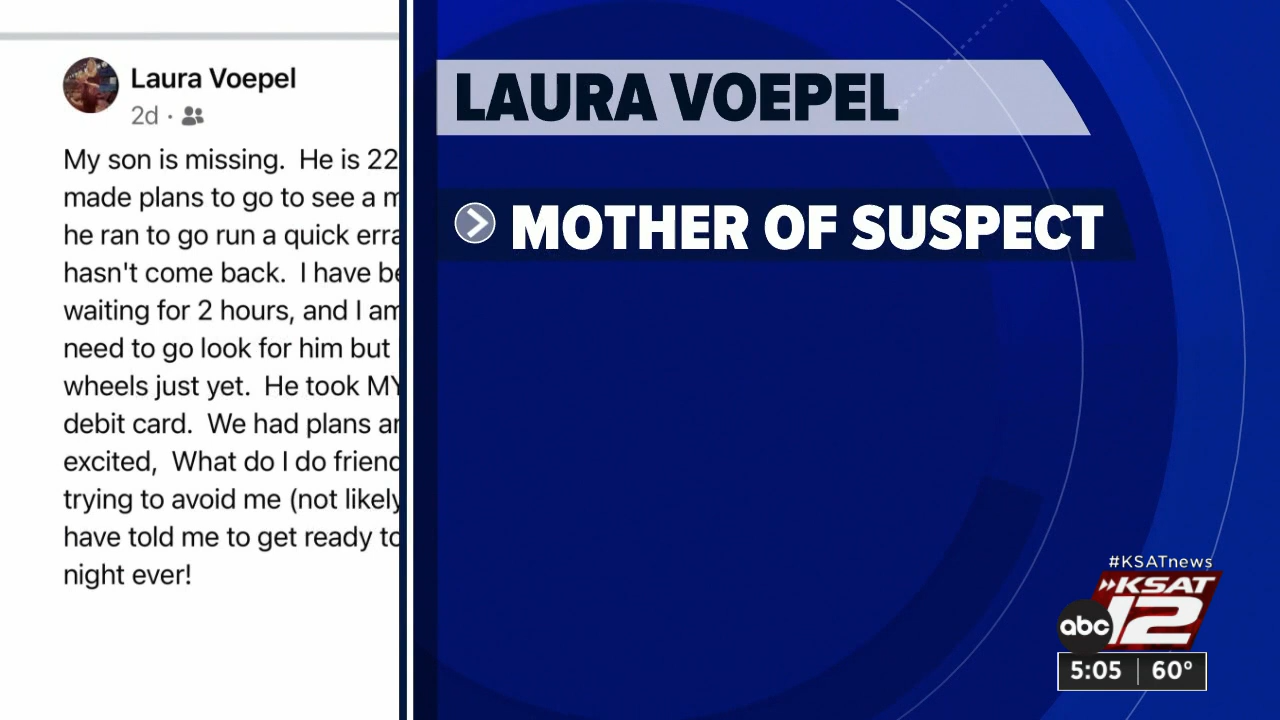 Laura Voepel
2d ·
My son is missing. He is 22
made plans to go to see a m
he ran to go run a quick erra
hasn't come back. I have be
waiting for 2 hours, and I am
need to go look for him but
wheels just yet. He took MY
debit card. We had plans an
excited, What do I do friend
trying to avoid me (not likely
have told me to get ready to
night ever!
LAURA VOEPEL
MOTHER OF SUSPECT
#KSATnews
KSAT
abc 12
5:05 60°